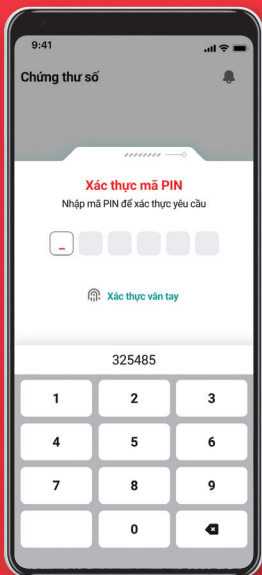 9:41
Chứng thư số
Xác thực mã PIN
Nhập mã PIN để xác thực yêu cầu
Xác thực vân tay
325485
1 2 3
4 5 6
7 8 9
0